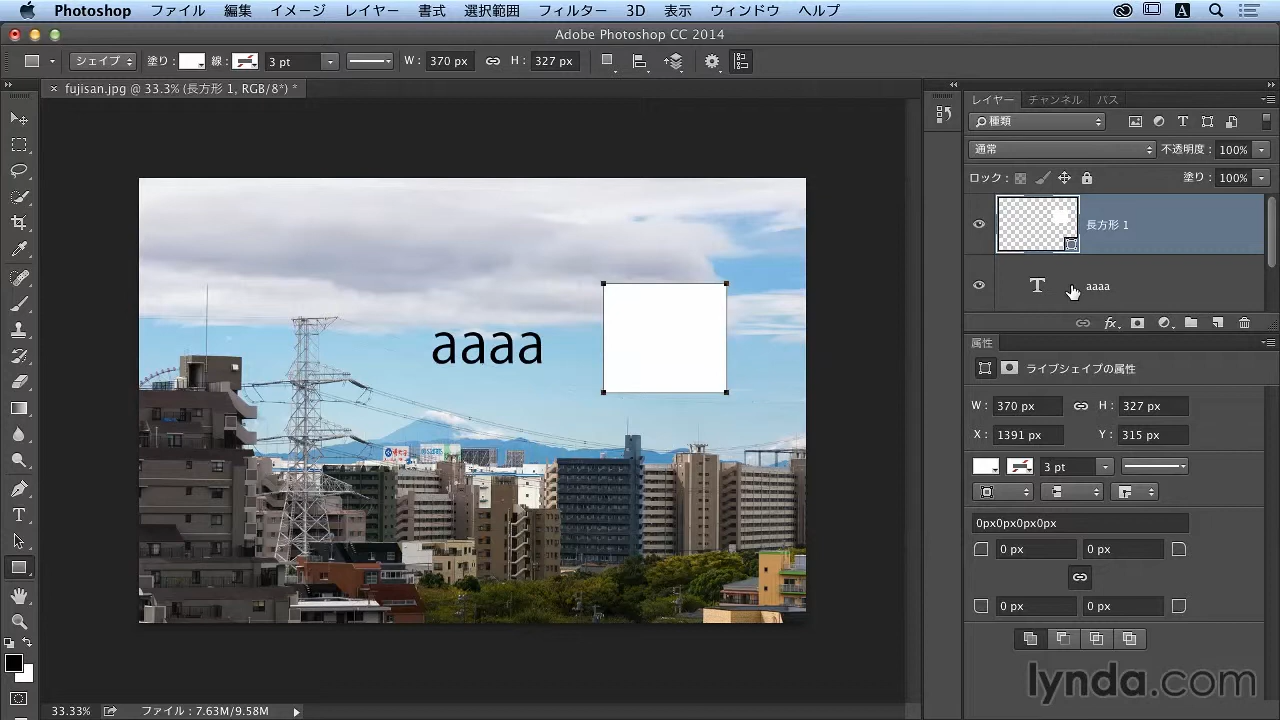 Photoshop ファイル 編集 イメージ レイヤー 書式 選択範囲 フィルター 3D 表示 ウィンドウ ヘルプ
Adobe Photoshop CC 2014
シェイプ 塗り: 線: 3 pt W: 370 px H: 327 px
× fujisan.jpg @ 33.3% (長方形 1, RGB/8*) *
レイヤー チャンネル パス
種類
通常 不透明度: 100%
ロック: 塗り: 100%
長方形 1
T aaaa
fx
aaaa
属性
ライブシェイプの属性
W: 370 px H: 327 px
X: 1391 px Y: 315 px
3 pt
0px0px0px0px
0 px 0 px
0 px 0 px
33.33% ファイル : 7.63M/9.58M
lynda.com